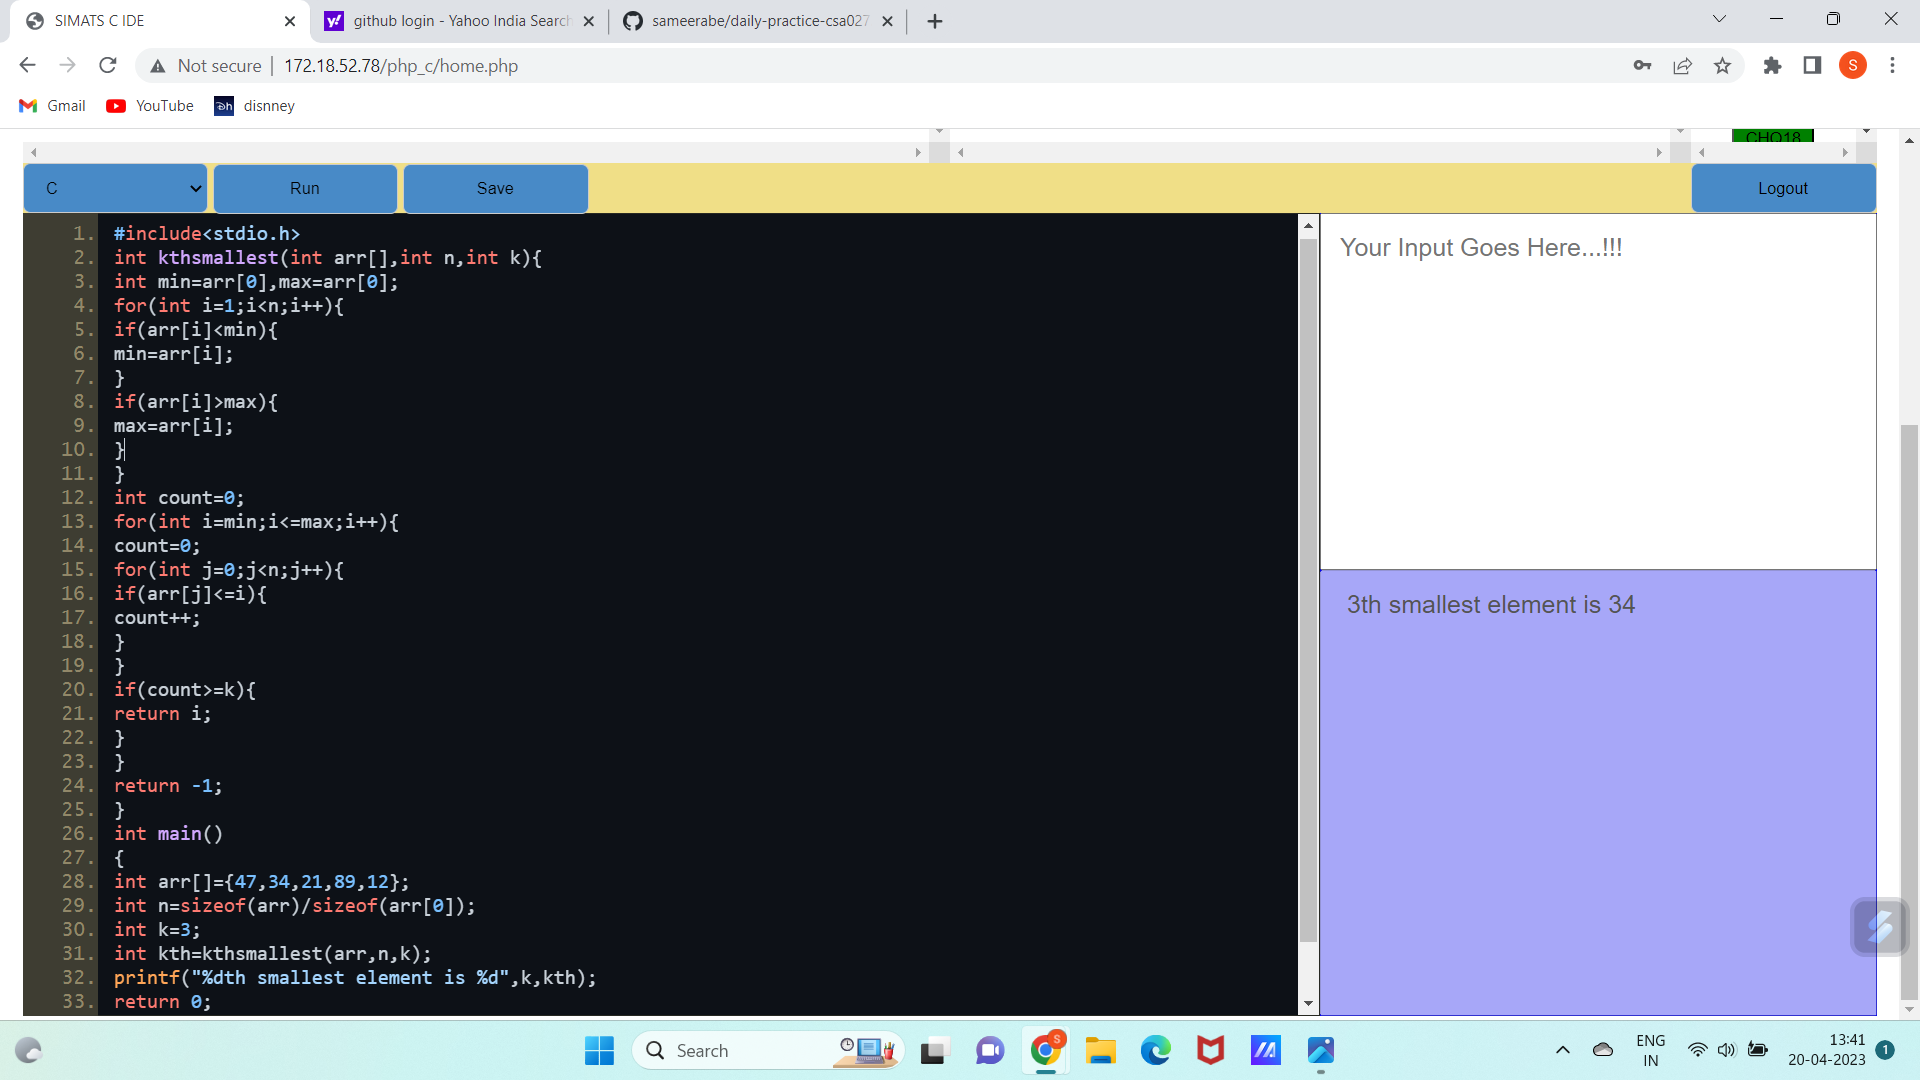 SIMATS C IDE
github login - Yahoo India Search
sameerabe/daily-practice-csa027
Not secure | 172.18.52.78/php_c/home.php
S
Gmail
YouTube
disnney
CHO18
C
Run
Save
Logout
1. #include<stdio.h>
2. int kthsmallest(int arr[],int n,int k){
3. int min=arr[0],max=arr[0];
4. for(int i=1;i<n;i++){
5. if(arr[i]<min){
6. min=arr[i];
7. }
8. if(arr[i]>max){
9. max=arr[i];
10. }
11. }
12. int count=0;
13. for(int i=min;i<=max;i++){
14. count=0;
15. for(int j=0;j<n;j++){
16. if(arr[j]<=i){
17. count++;
18. }
19. }
20. if(count>=k){
21. return i;
22. }
23. }
24. return -1;
25. }
26. int main()
27. {
28. int arr[]={47,34,21,89,12};
29. int n=sizeof(arr)/sizeof(arr[0]);
30. int k=3;
31. int kth=kthsmallest(arr,n,k);
32. printf("%dth smallest element is %d",k,kth);
33. return 0;
Your Input Goes Here...!!!
3th smallest element is 34
Search
S
ENG
IN
13:41
20-04-2023
1